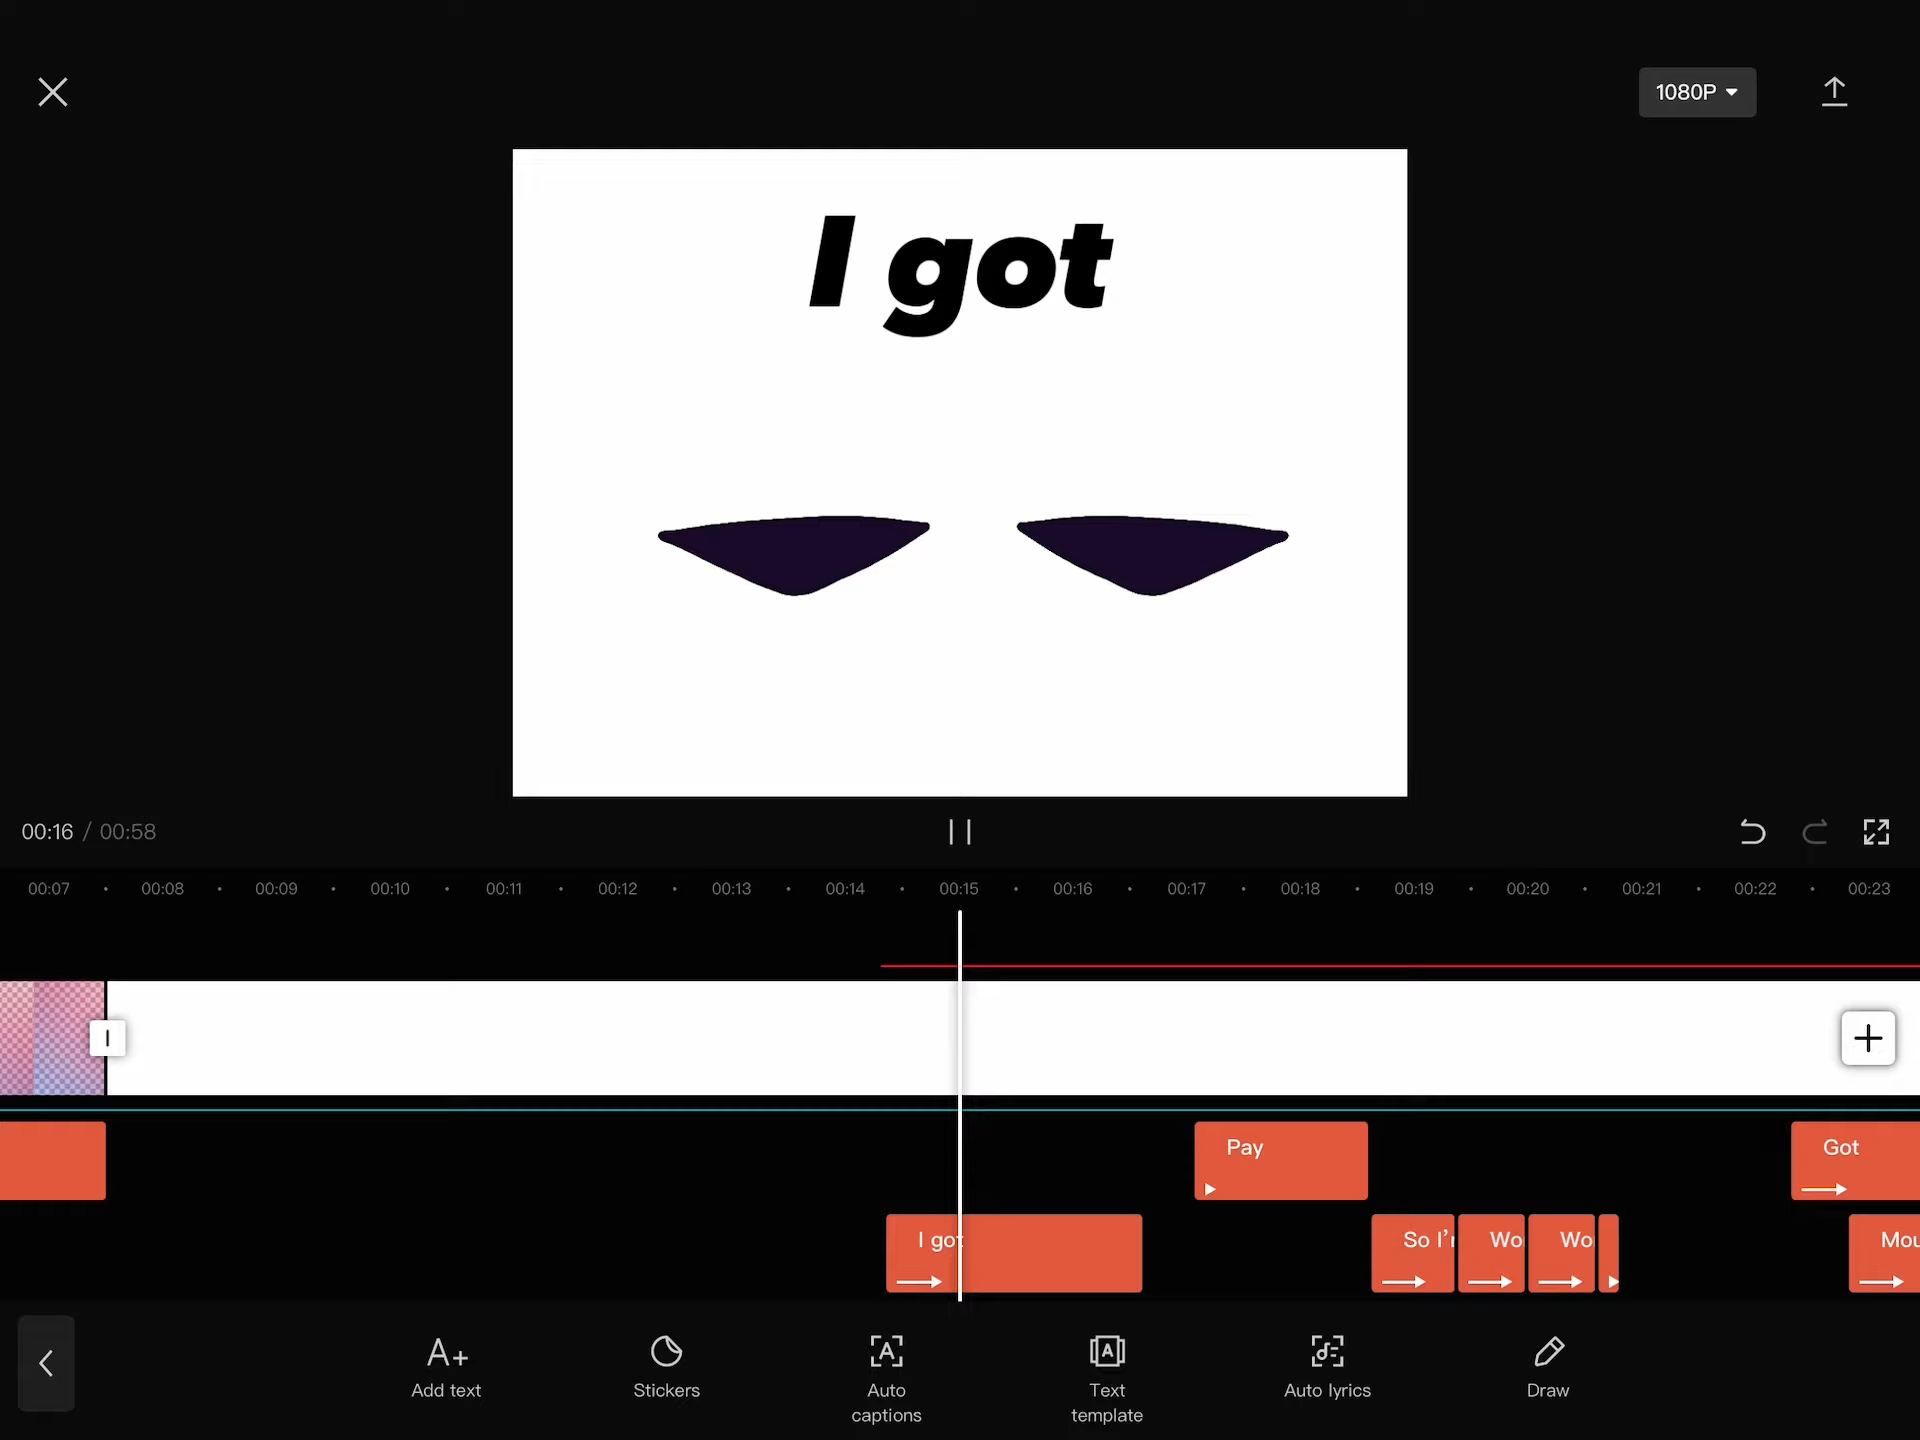 1080P
I got
00:16 / 00:58
00:07 00:08 00:09 00:10 00:11 00:12 00:13 00:14 00:15 00:16 00:17 00:18 00:19 00:20 00:21 00:22 00:23
Pay Got
I got So I'r Wo Wo Mou
A+
Add text Stickers Auto captions Text template Auto lyrics Draw